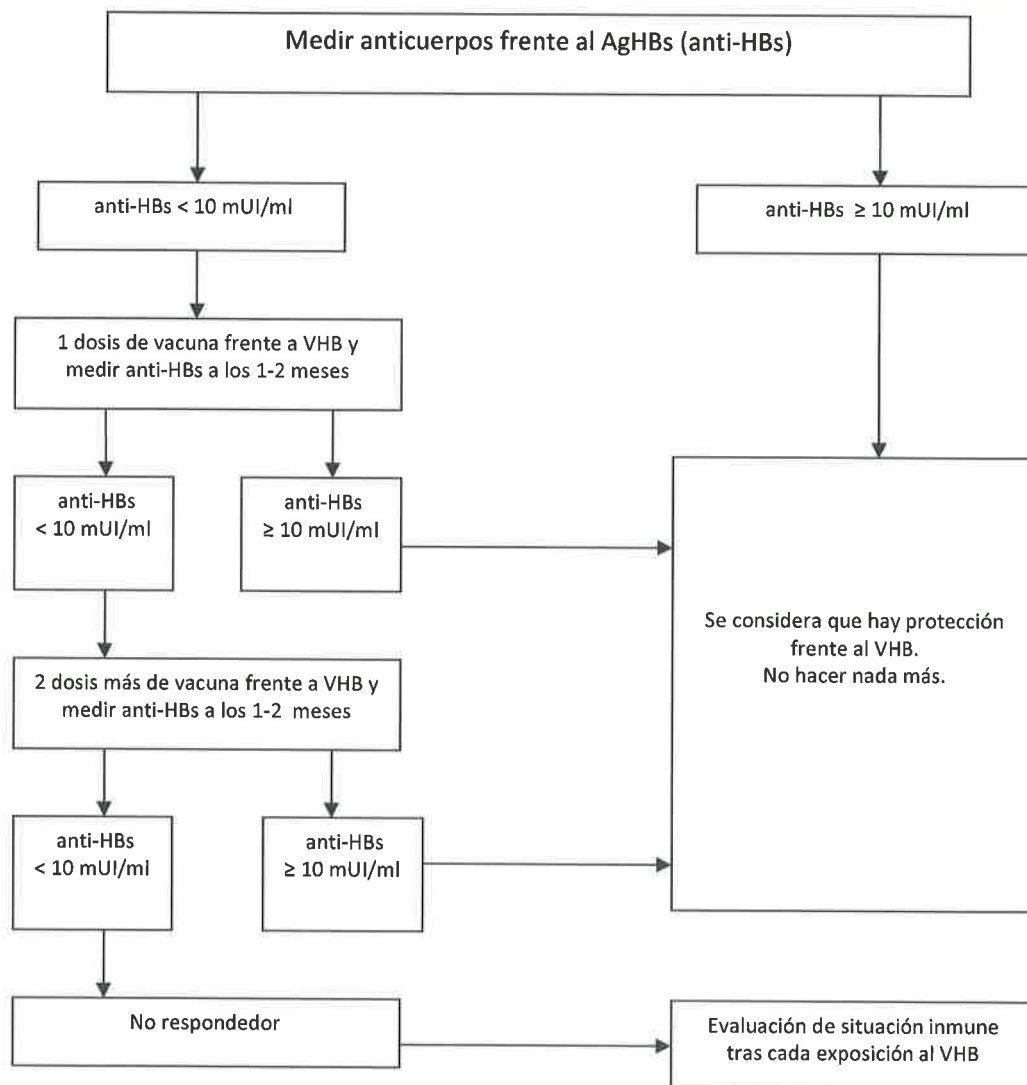 Medir anticuerpos frente al AgHBs (anti-HBs)
anti-HBs < 10 mUI/ml
anti-HBs ≥ 10 mUI/ml
1 dosis de vacuna frente a VHB y
medir anti-HBs a los 1-2 meses
anti-HBs
< 10 mUI/ml
anti-HBs
≥ 10 mUI/ml
Se considera que hay protección
frente al VHB.
No hacer nada más.
2 dosis más de vacuna frente a VHB y
medir anti-HBs a los 1-2 meses
anti-HBs
< 10 mUI/ml
anti-HBs
≥ 10 mUI/ml
No respondedor
Evaluación de situación inmune
tras cada exposición al VHB